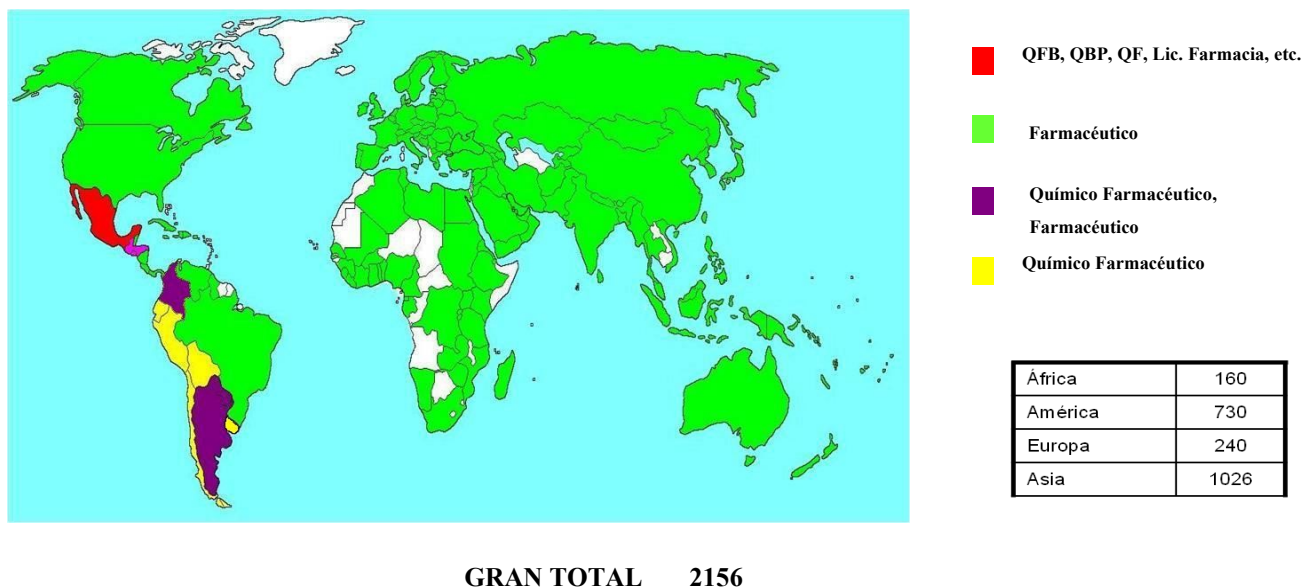 QFB, QBP, QF, Lic. Farmacia, etc.
Farmacéutico
Químico Farmacéutico,
Farmacéutico
Químico Farmacéutico
África 160
América 730
Europa 240
Asia 1026
GRAN TOTAL 2156